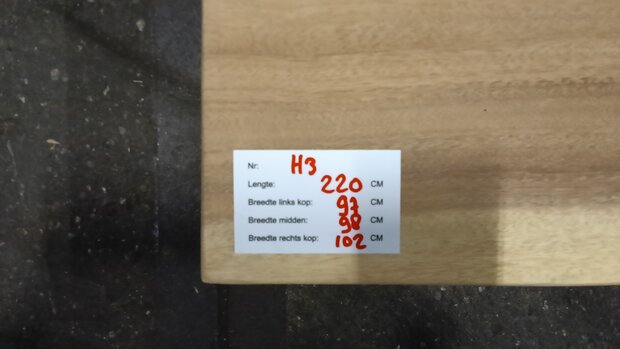 Nr: H3
Lengte: 220 CM
Breedte links kop: 97 CM
Breedte midden: 98 CM
Breedte rechts kop: 102 CM